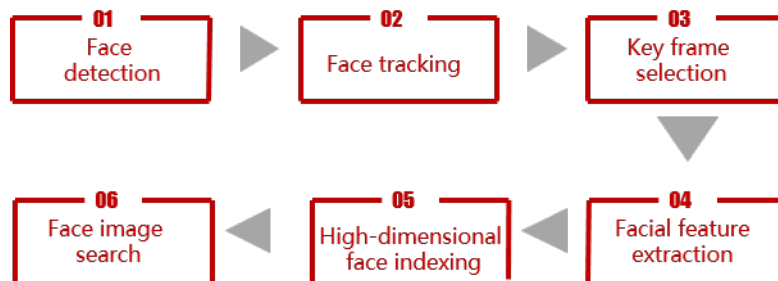 01
Face
detection
02
Face tracking
03
Key frame
selection
04
Facial feature
extraction
05
High-dimensional
face indexing
06
Face image
search